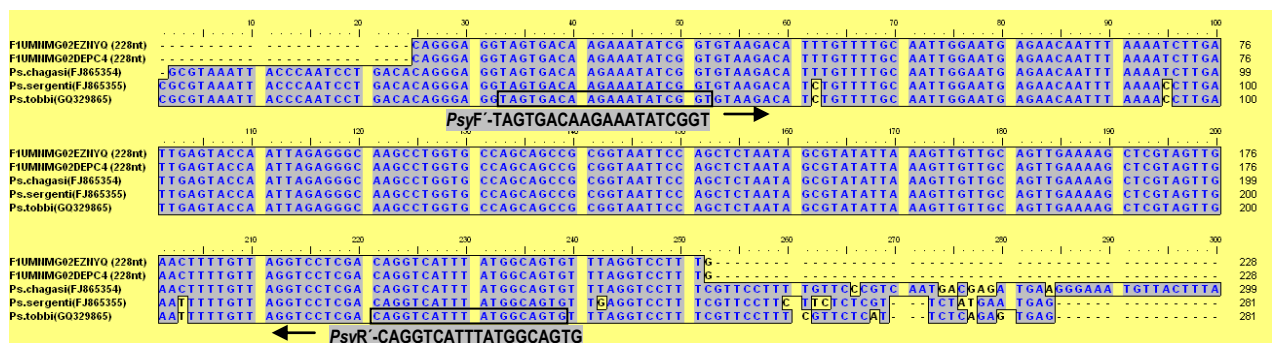 10 20 30 40 50 60 70 80 90 100
F1UMNMG02EZNYQ (228nt) ---------- ---------- ----CAGGGA GGTAGTGACA AGAAATATCG GTGTAAGACA TTTGTTTTGC AATTGGAATG AGAACAATTT AAAATCTTGA 76
F1UMNMG02DEPC4 (228nt) ---------- ---------- ----CAGGGA GGTAGTGACA AGAAATATCG GTGTAAGACA TTTGTTTTGC AATTGGAATG AGAACAATTT AAAATCTTGA 76
Ps.chagasi(FJ865354) -GCGTAAATT ACCCAATCCT GACACAGGGA GGTAGTGACA AGAAATATCG GTGTAAGACA TTTGTTTTGC AATTGGAATG AGAACAATTT AAAATCTTGA 99
Ps.sergenti(FJ865355) CGCGTAAATT ACCCAATCCT GACACAGGGA GGTAGTGACA AGAAATATCG GTGTAAGACA TCTGTTTTGC AATTGGAATG AGAACAATTT AAAACCTTGA 100
Ps.tobbi(GQ329865) CGCGTAAATT ACCCAATCCT GACACAGGGA GGTAGTGACA AGAAATATCG GTGTAAGACA TCTGTTTTGC AATTGGAATG AGAACAATTT AAAACCTTGA 100
PsyF´-TAGTGACAAGAAATATCGGT
110 120 130 140 150 160 170 180 190 200
F1UMNMG02EZNYQ (228nt) TTGAGTACCA ATTAGAGGGC AAGCCTGGTG CCAGCAGCCG CGGTAATTCC AGCTCTAATA GCGTATATTA AAGTTGTTGC AGTTGAAAAG CTCGTAGTTG 176
F1UMNMG02DEPC4 (228nt) TTGAGTACCA ATTAGAGGGC AAGCCTGGTG CCAGCAGCCG CGGTAATTCC AGCTCTAATA GCGTATATTA AAGTTGTTGC AGTTGAAAAG CTCGTAGTTG 176
Ps.chagasi(FJ865354) TTGAGTACCA ATTAGAGGGC AAGCCTGGTG CCAGCAGCCG CGGTAATTCC AGCTCTAATA GCGTATATTA AAGTTGTTGC AGTTGAAAAG CTCGTAGTTG 199
Ps.sergenti(FJ865355) TTGAGTACCA ATTAGAGGGC AAGCCTGGTG CCAGCAGCCG CGGTAATTCC AGCTCTAATA GCGTATATTA AAGTTGTTGC AGTTGAAAAG CTCGTAGTTG 200
Ps.tobbi(GQ329865) TTGAGTACCA ATTAGAGGGC AAGCCTGGTG CCAGCAGCCG CGGTAATTCC AGCTCTAATA GCGTATATTA AAGTTGTTGC AGTTGAAAAG CTCGTAGTTG 200
210 220 230 240 250 260 270 280 290 300
F1UMNMG02EZNYQ (228nt) AACTTTTGTT AGGTCCTCGA CAGGTCATTT ATGGCAGTGT TTAGGTCCTT TG-------- ---------- ---------- ---------- ---------- 228
F1UMNMG02DEPC4 (228nt) AACTTTTGTT AGGTCCTCGA CAGGTCATTT ATGGCAGTGT TTAGGTCCTT TG-------- ---------- ---------- ---------- ---------- 228
Ps.chagasi(FJ865354) AACTTTTGTT AGGTCCTCGA CAGGTCATTT ATGGCAGTGT TTAGGTCCTT TCGTTCCTTT TGTTCCCGTC AATGACGAGA TGAAGGGAAA TGTTACTTTA 299
Ps.sergenti(FJ865355) AATTTTTGTT AGGTCCTCGA CAGGTCATTT ATGGCAGTGT TGAGGTCCTT TCGTTCCTTC TTCTCTCGT- --TCTATGAA TGAG------ ---------- 281
Ps.tobbi(GQ329865) AATTTTTGTT AGGTCCTCGA CAGGTCATTT ATGGCAGTGT TTAGGTCCTT TCGTTCCTTT CGTTCTCAT- --TCTCAGAG TGAG------ ---------- 281
PsyR´-CAGGTCATTTATGGCAGTG